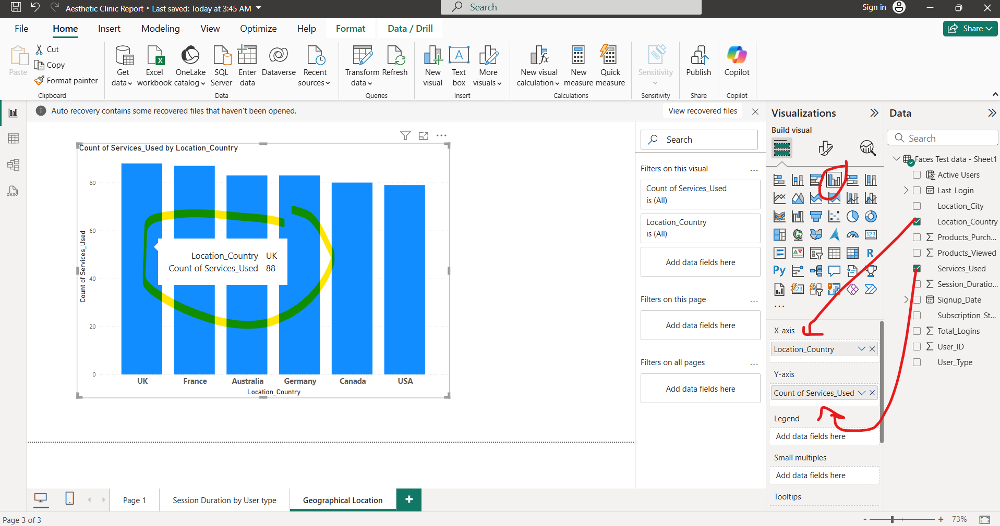 Aesthetic Clinic Report • Last saved: Today at 3:45 AM
Search
Sign in
File
Home
Insert
Modeling
View
Optimize
Help
Format
Data / Drill
Share
Paste
Cut
Copy
Format painter
Clipboard
Get data
Excel workbook
OneLake catalog
SQL Server
Enter data
Dataverse
Recent sources
Data
Transform data
Refresh
Queries
New visual
Text box
More visuals
Insert
New visual calculation
New measure
Quick measure
Calculations
Sensitivity
Sensitivity
Publish
Share
Copilot
Copilot
Auto recovery contains some recovered files that haven't been opened.
View recovered files
Count of Services_Used by Location_Country
Count of Services_Used
80
60
40
20
0
Location_Country UK
Count of Services_Used 88
UK
France
Australia
Germany
Canada
USA
Location_Country
Search
Filters on this visual
...
Count of Services_Used
is (All)
Location_Country
is (All)
Add data fields here
Filters on this page
...
Add data fields here
Filters on all pages
...
Add data fields here
Visualizations
Build visual
123
R
Py
123
...
X-axis
Location_Country
Y-axis
Count of Services_Used
Legend
Add data fields here
Small multiples
Add data fields here
Tooltips
Data
Search
Faces Test data - Sheet1
Active Users
Last_Login
Location_City
Location_Country
Products_Purch...
Products_Viewed
Services_Used
Session_Duratio...
Signup_Date
Subscription_St...
Total_Logins
User_ID
User_Type
DAX
Page 1
Session Duration by User type
Geographical Location
+
Page 3 of 3
- + 73%